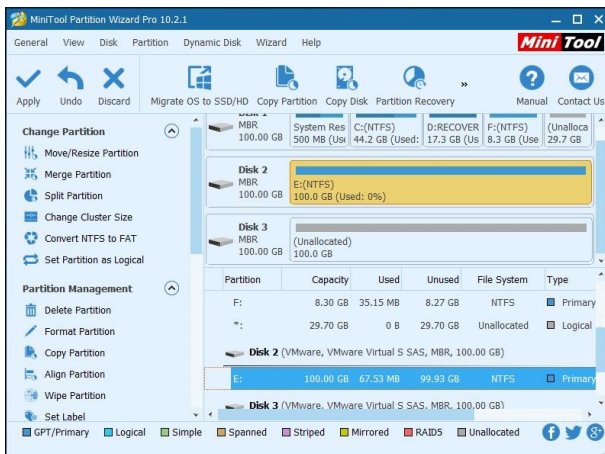 MiniTool Partition Wizard Pro 10.2.1
General View Disk Partition Dynamic Disk Wizard Help
Mini Tool
Apply Undo Discard Migrate OS to SSD/HD Copy Partition Copy Disk Partition Recovery » Manual Contact Us
Change Partition
Move/Resize Partition
Merge Partition
Split Partition
Change Cluster Size
Convert NTFS to FAT
Set Partition as Logical
Partition Management
Delete Partition
Format Partition
Copy Partition
Align Partition
Wipe Partition
Set Label
Disk 1
MBR
100.00 GB
System Res
500 MB (Use
C:(NTFS)
44.2 GB (Used:
D:RECOVER
17.3 GB (Us
F:(NTFS)
8.3 GB (Use
(Unalloca
29.7 GB
Disk 2
MBR
100.00 GB
E:(NTFS)
100.0 GB (Used: 0%)
Disk 3
MBR
100.00 GB
(Unallocated)
100.0 GB
Partition Capacity Used Unused File System Type
F: 8.30 GB 35.15 MB 8.27 GB NTFS Primary
*: 29.70 GB 0 B 29.70 GB Unallocated Logical
Disk 2 (VMware, VMware Virtual S SAS, MBR, 100.00 GB)
E: 100.00 GB 67.53 MB 99.93 GB NTFS Primary
Disk 3 (VMware, VMware Virtual S SAS, MBR, 100.00 GB)
GPT/Primary Logical Simple Spanned Striped Mirrored RAID5 Unallocated